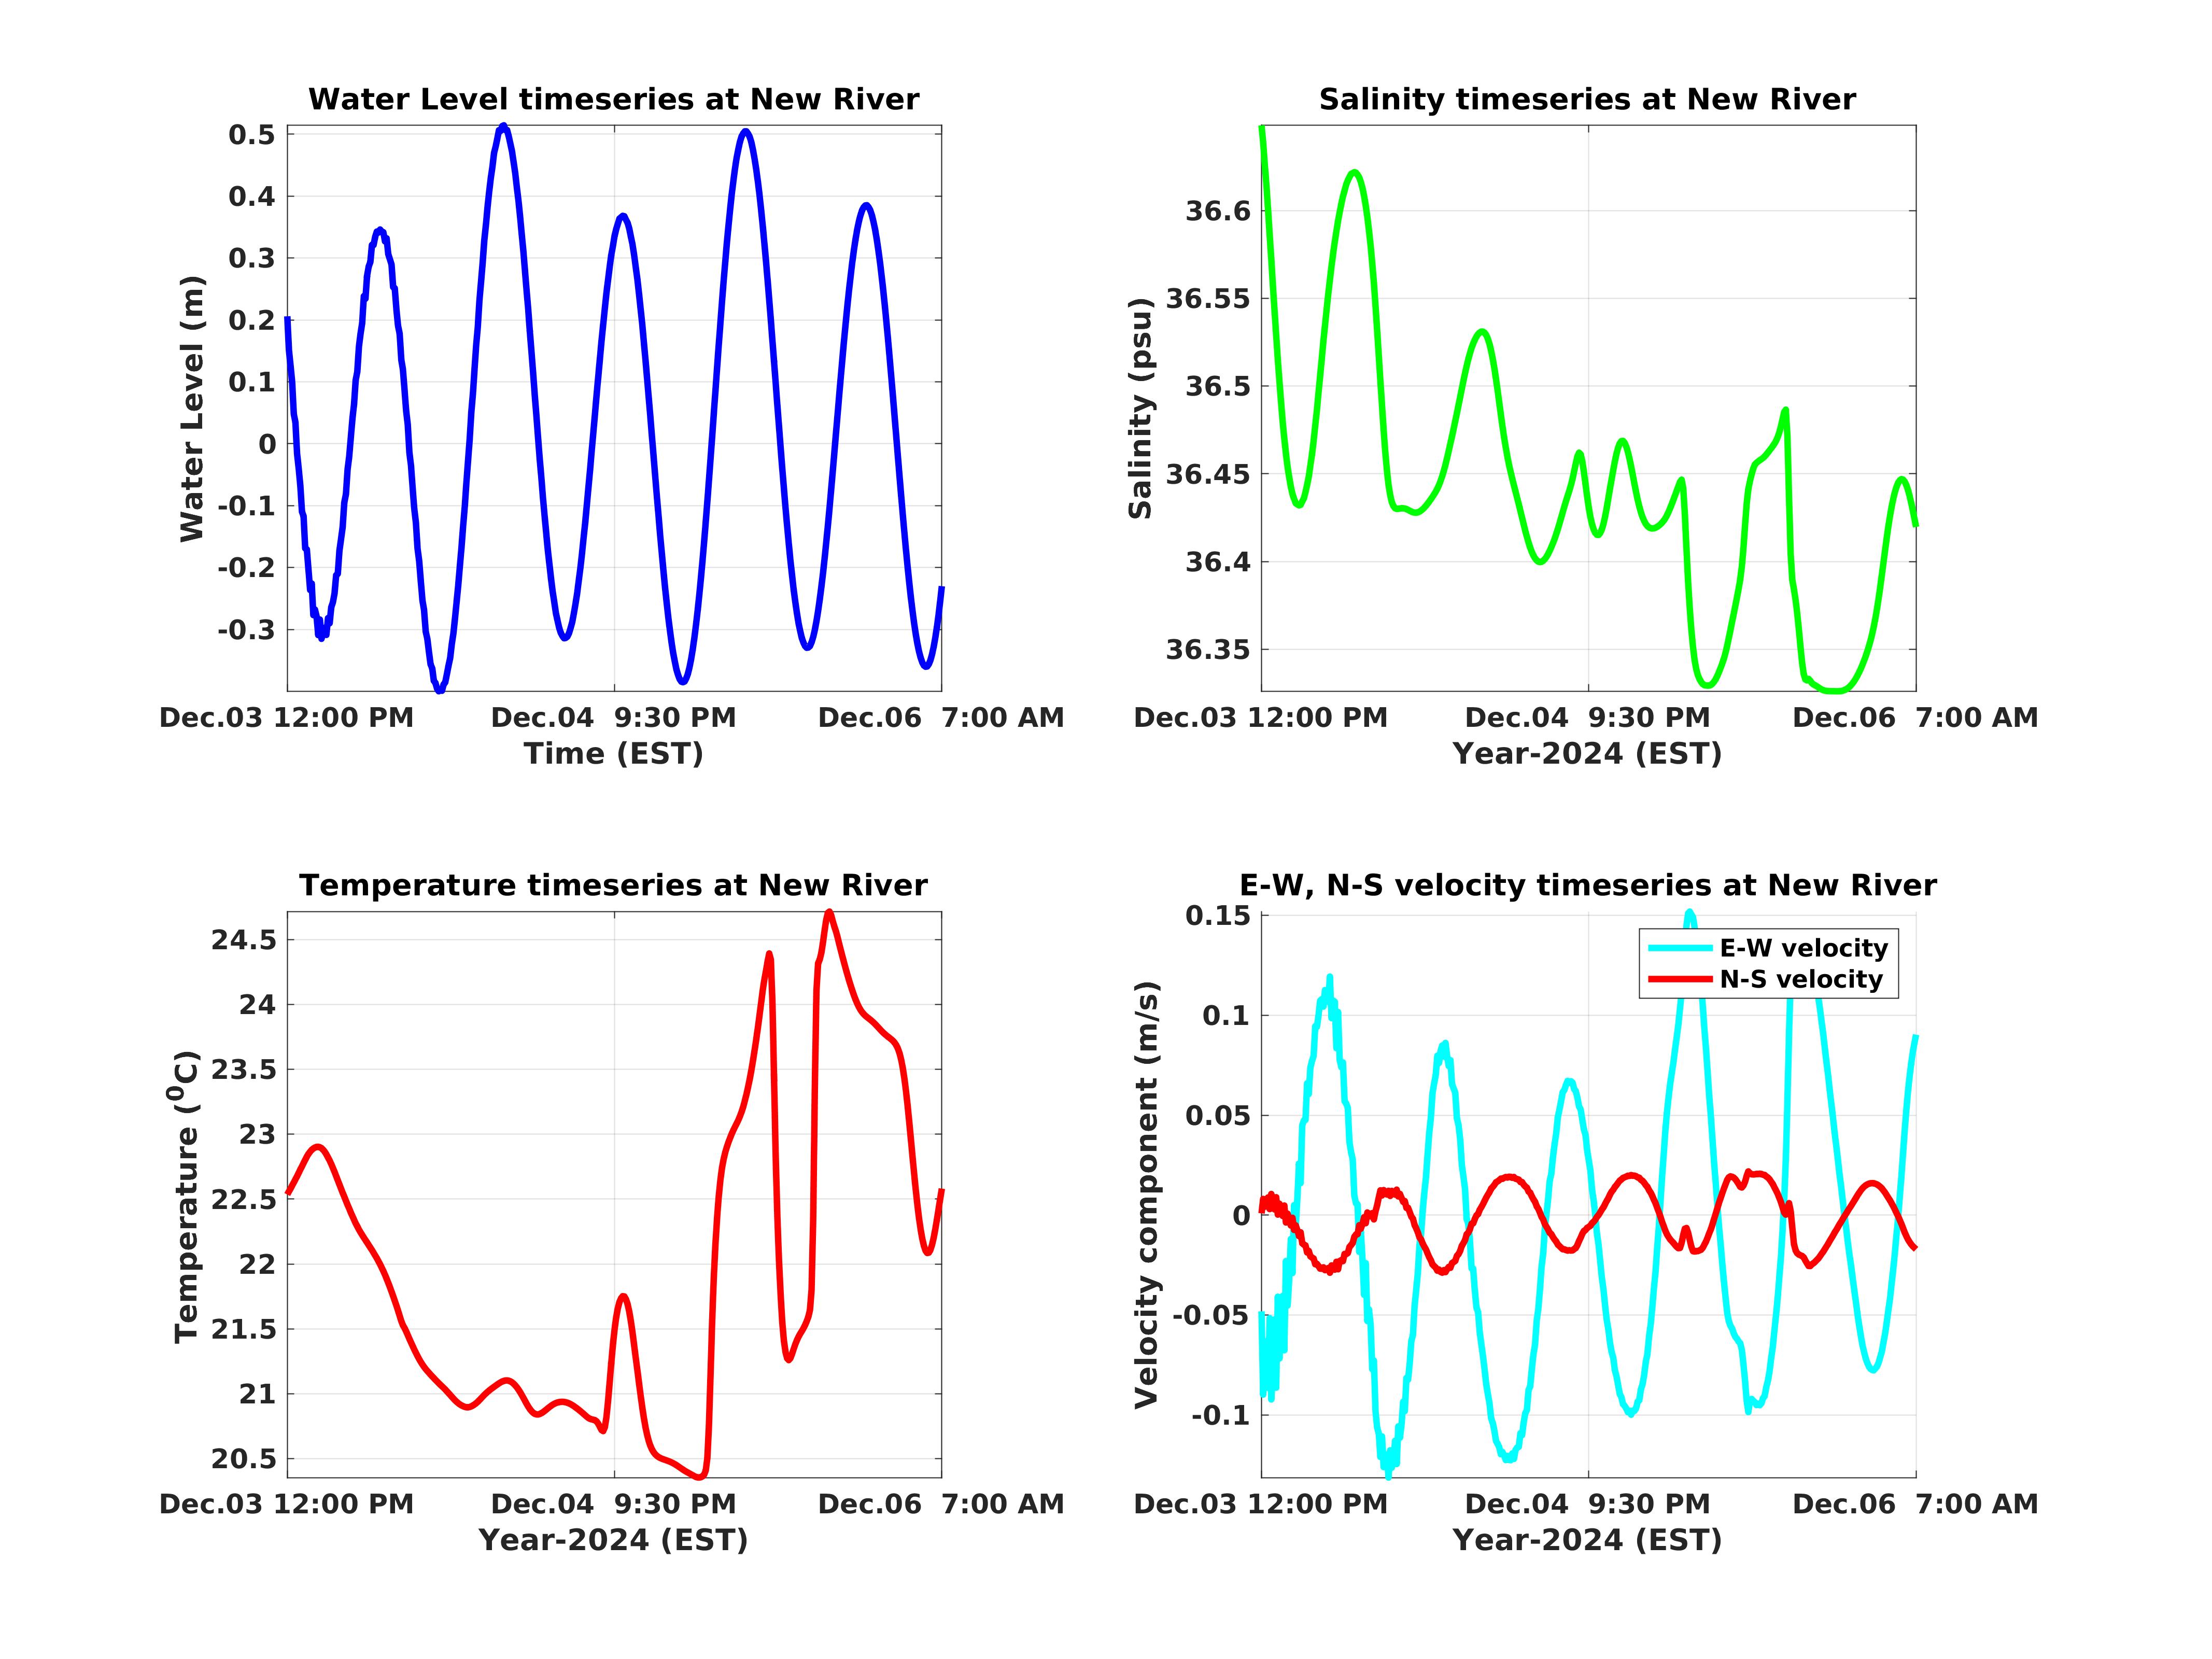 Water Level timeseries at New River
0.5
0.4
0.3
0.2
0.1
0
-0.1
-0.2
-0.3
Water Level (m)
Dec.03 12:00 PM
Dec.04 9:30 PM
Dec.06 7:00 AM
Time (EST)
Salinity timeseries at New River
36.6
36.55
36.5
36.45
36.4
36.35
Salinity (psu)
Dec.03 12:00 PM
Dec.04 9:30 PM
Dec.06 7:00 AM
Year-2024 (EST)
Temperature timeseries at New River
24.5
24
23.5
23
22.5
22
21.5
21
20.5
Temperature (⁰C)
Dec.03 12:00 PM
Dec.04 9:30 PM
Dec.06 7:00 AM
Year-2024 (EST)
E-W, N-S velocity timeseries at New River
0.15
0.1
0.05
0
-0.05
-0.1
Velocity component (m/s)
E-W velocity
N-S velocity
Dec.03 12:00 PM
Dec.04 9:30 PM
Dec.06 7:00 AM
Year-2024 (EST)